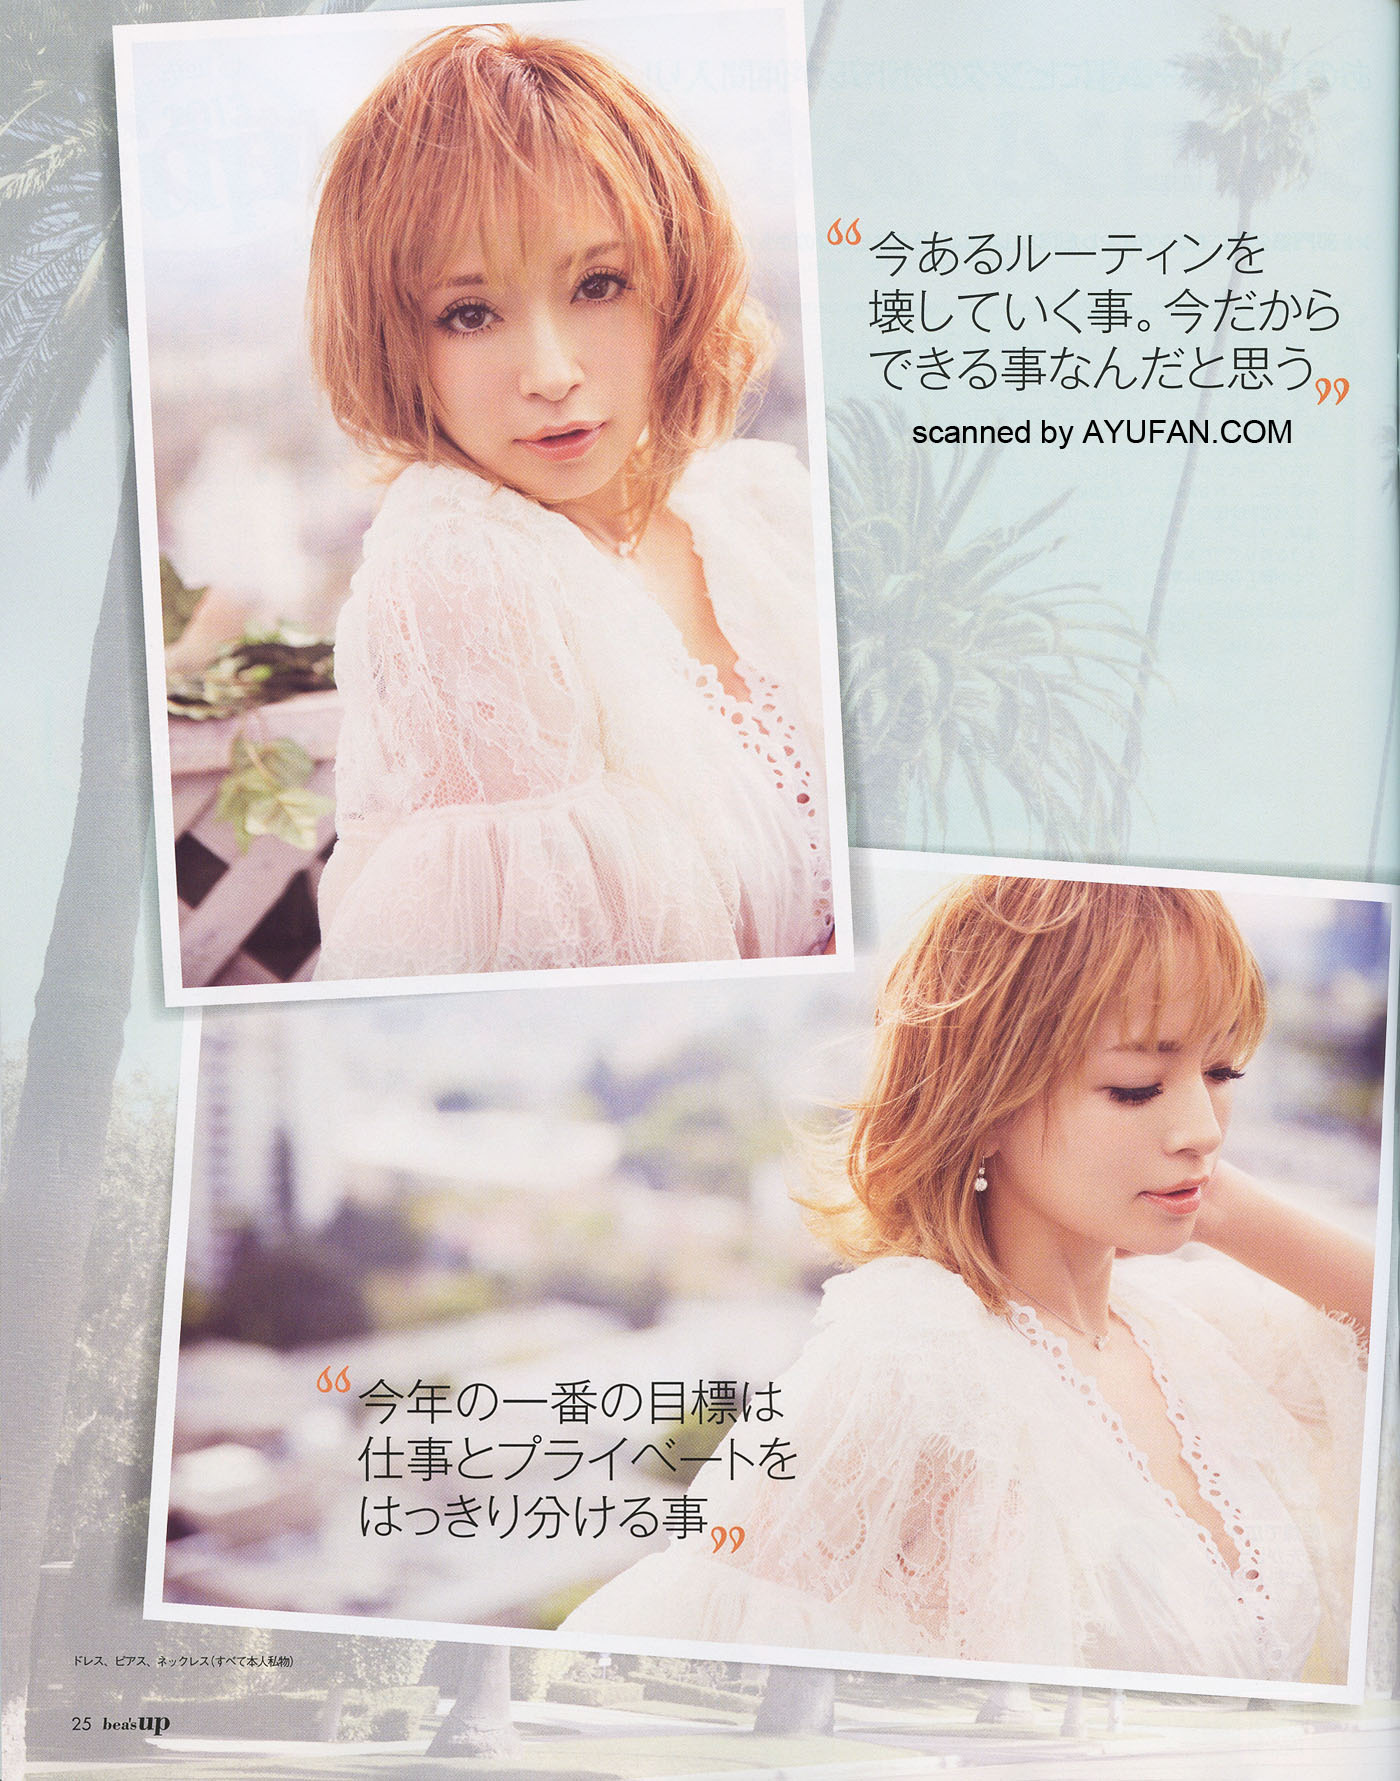 “今あるルーティンを
壊していく事。今だから
できる事なんだと思う”
scanned by AYUFAN.COM
“今年の一番の目標は
仕事とプライベートを
はっきり分ける事”
ドレス、ピアス、ネックレス(すべて本人私物)
25 bea's up